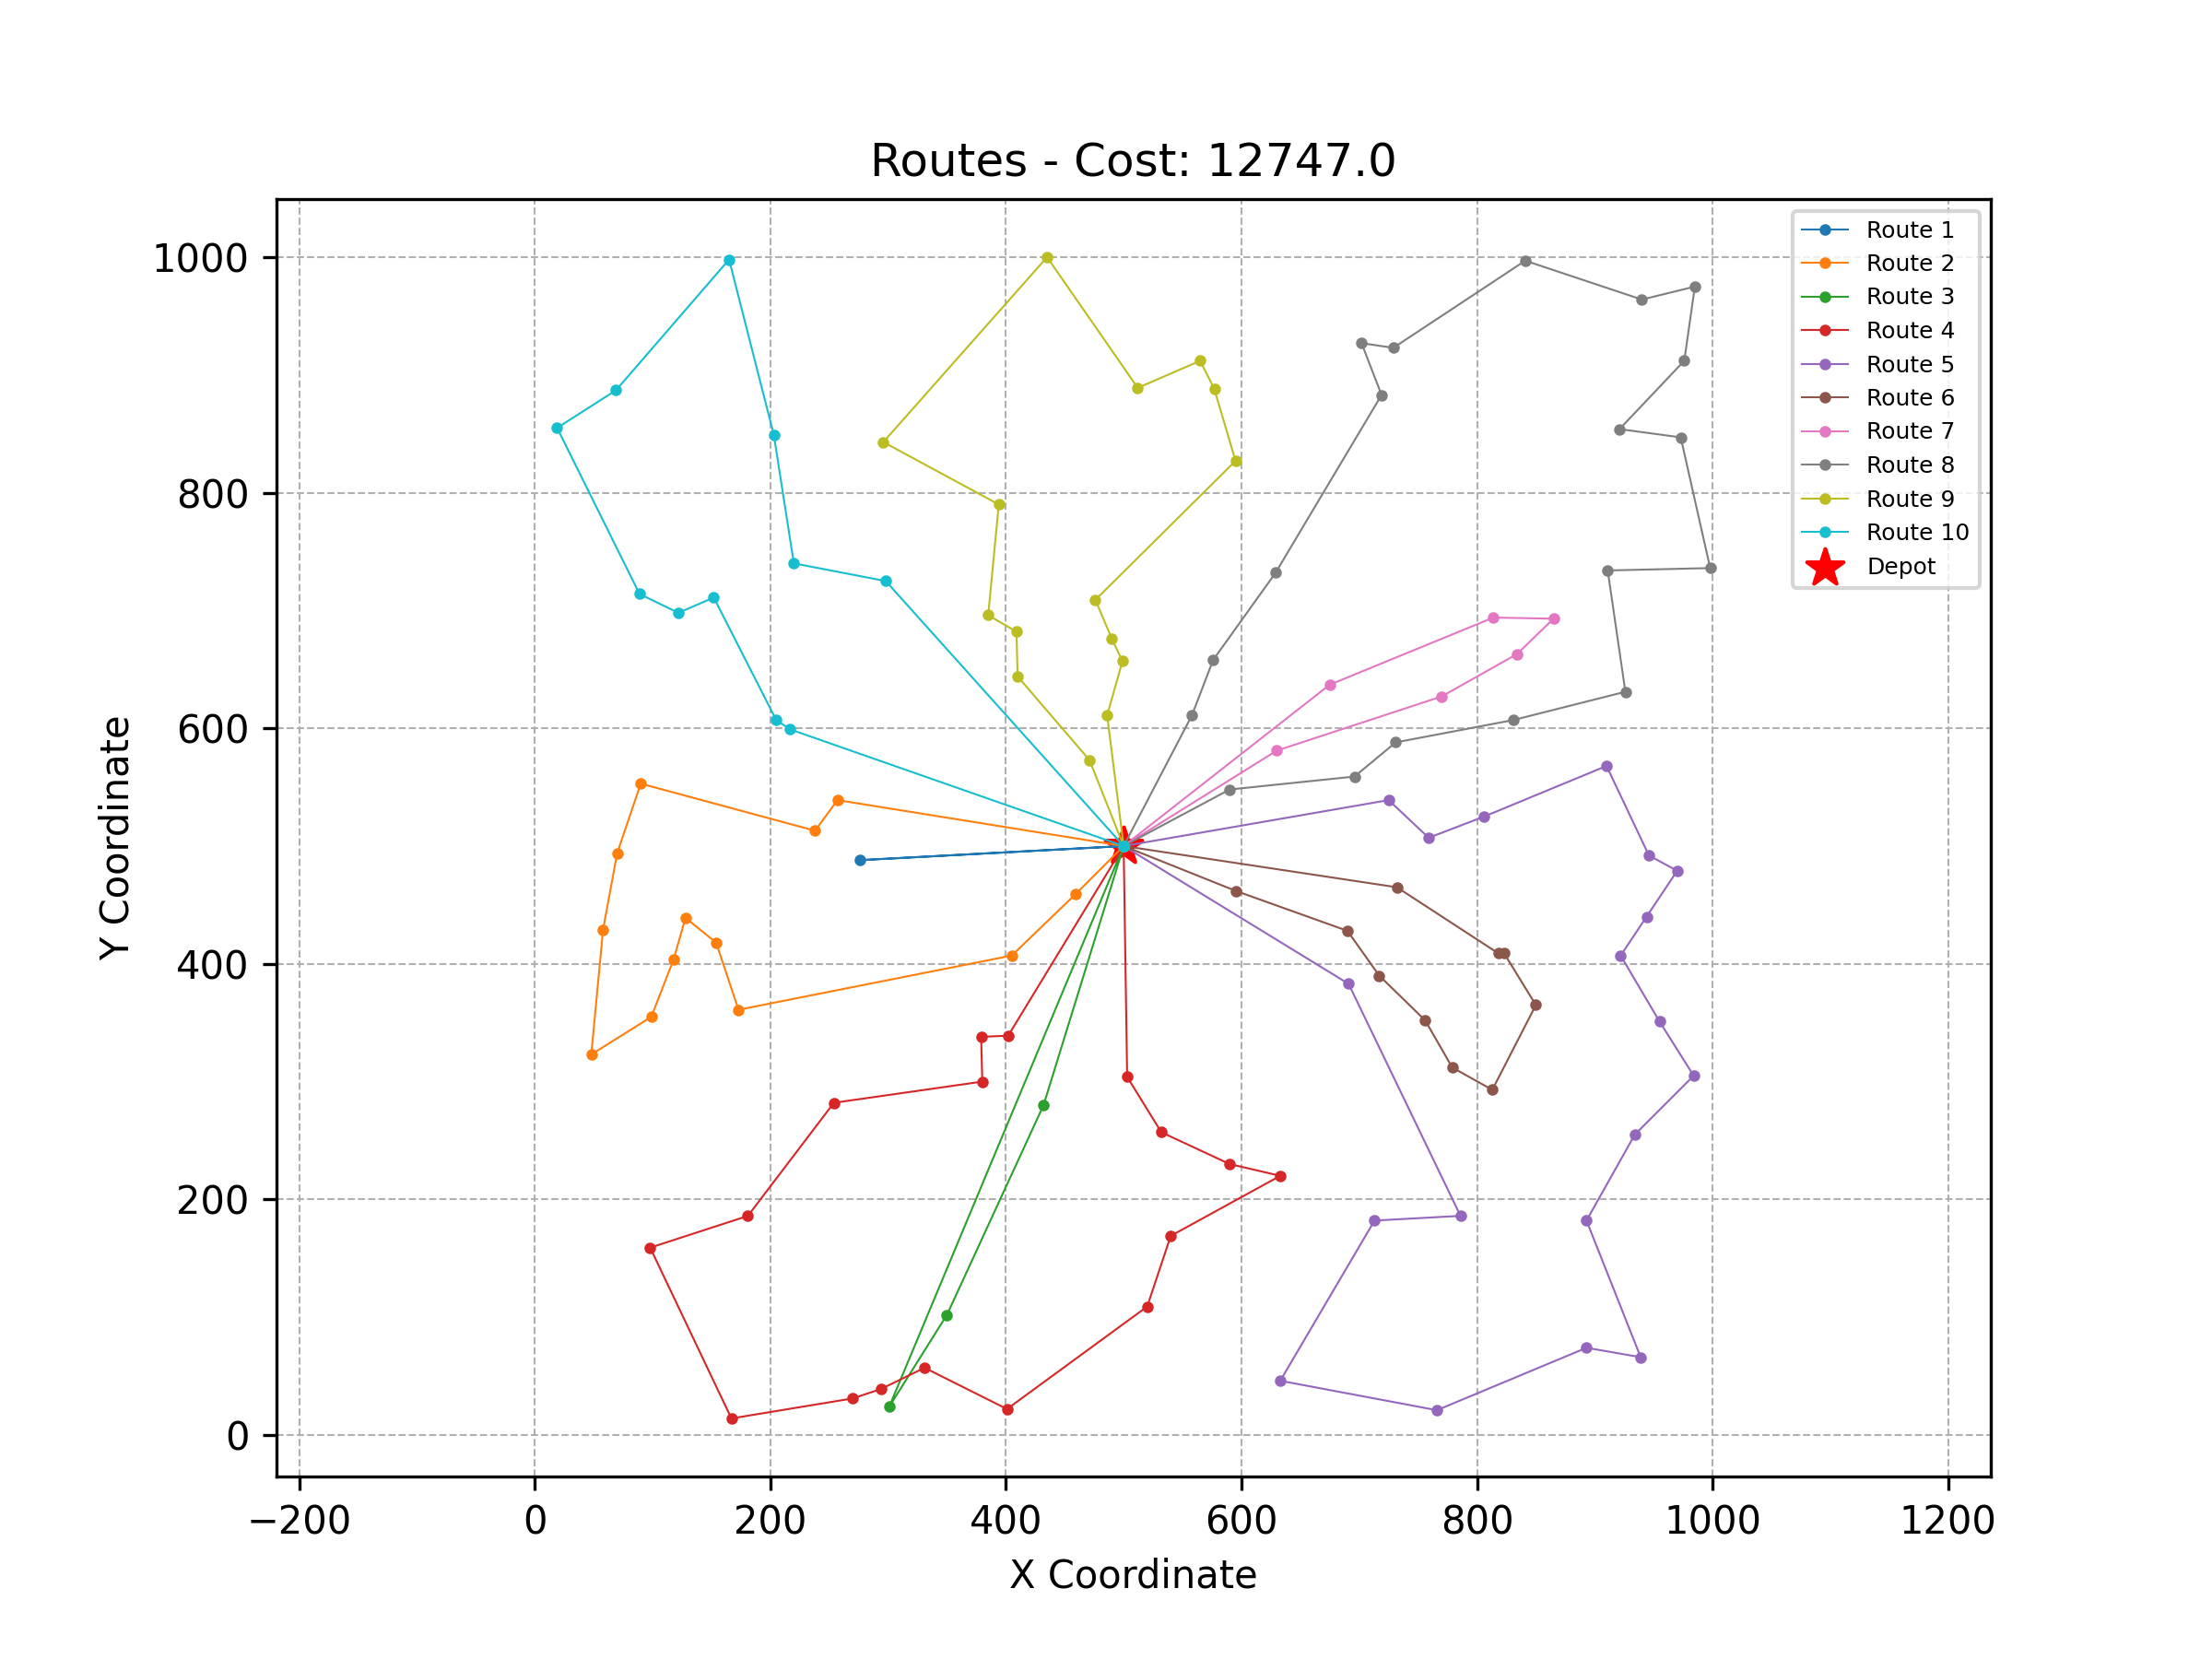 Routes - Cost: 12747.0
Route 1
Route 2
Route 3
Route 4
Route 5
Route 6
Route 7
Route 8
Route 9
Route 10
Depot
Y Coordinate
1000
800
600
400
200
0
−200 0 200 400 600 800 1000 1200
X Coordinate